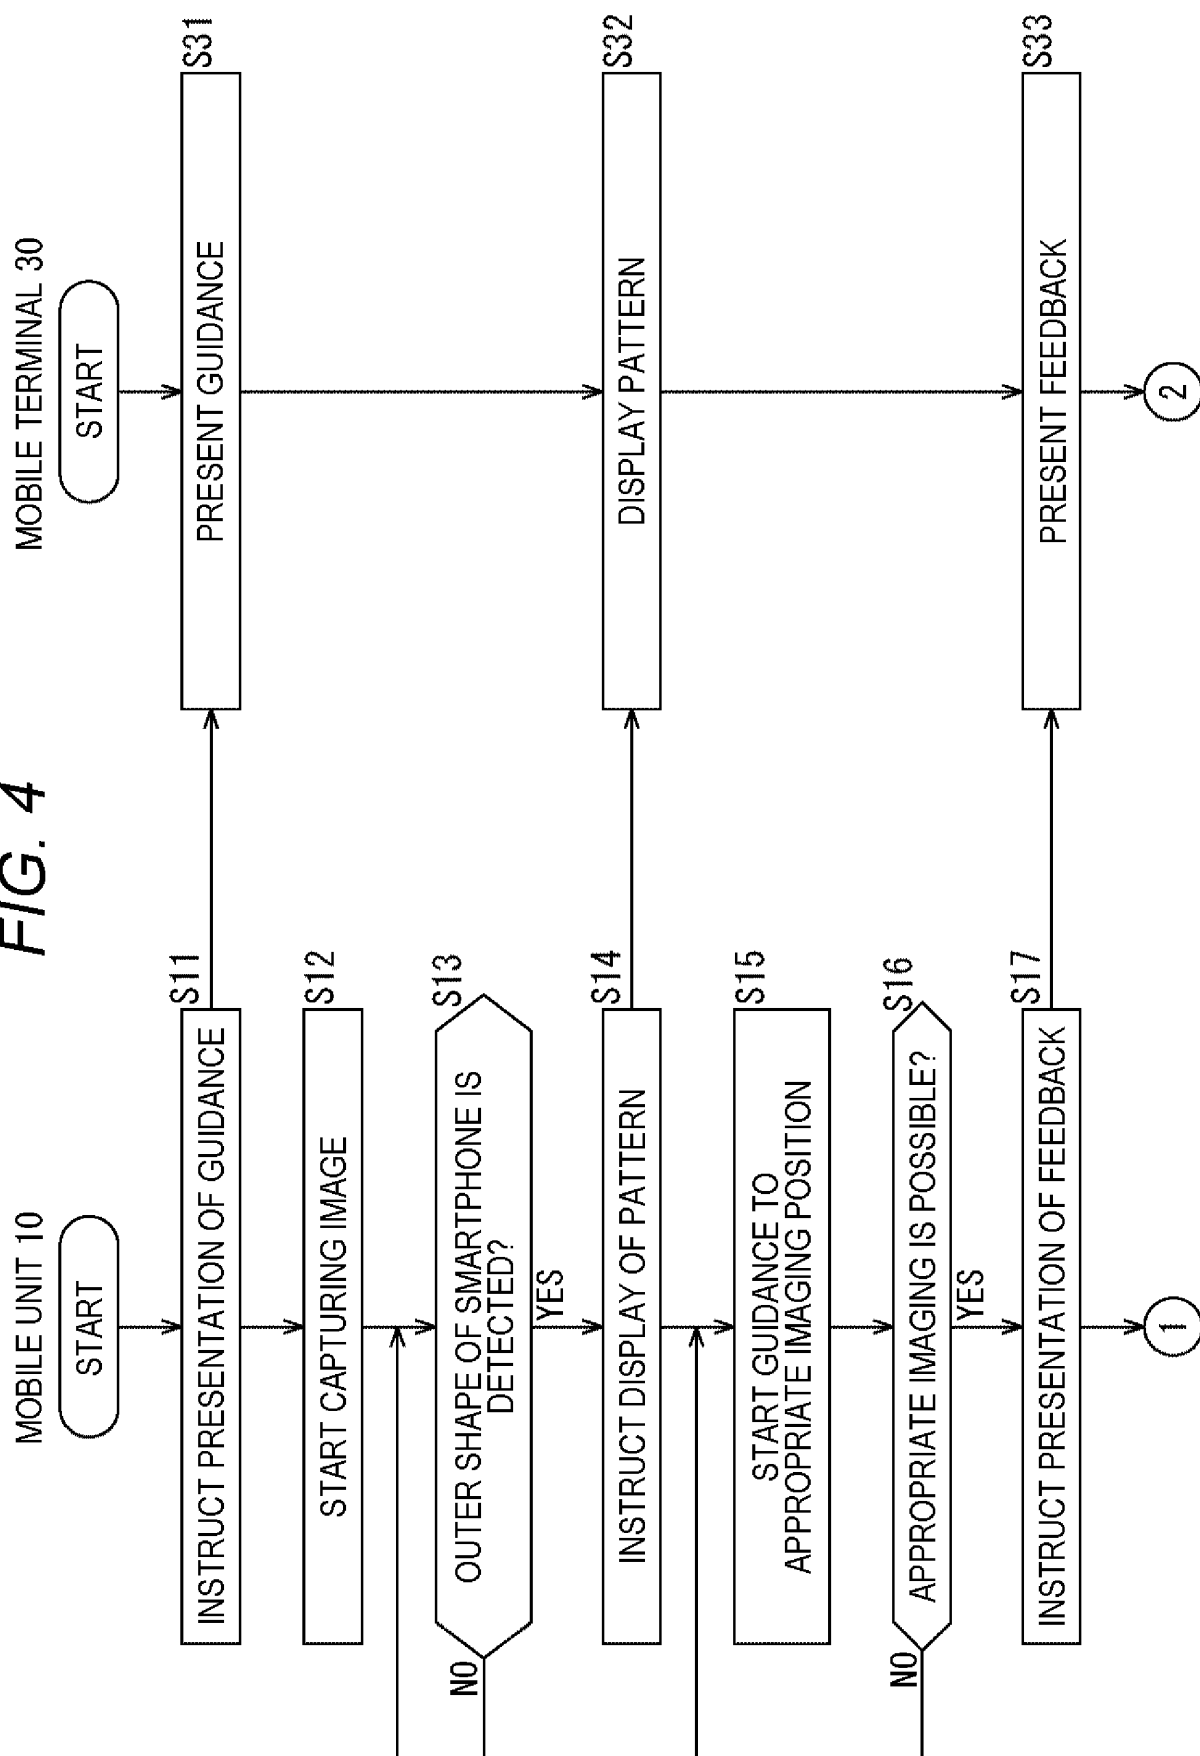 FIG. 4
MOBILE UNIT 10
START
INSTRUCT PRESENTATION OF GUIDANCE
S11
START CAPTURING IMAGE
S12
OUTER SHAPE OF SMARTPHONE IS
DETECTED?
S13
NO
YES
INSTRUCT DISPLAY OF PATTERN
S14
START GUIDANCE TO
APPROPRIATE IMAGING POSITION
S15
APPROPRIATE IMAGING IS POSSIBLE?
S16
NO
YES
INSTRUCT PRESENTATION OF FEEDBACK
S17
1
MOBILE TERMINAL 30
START
PRESENT GUIDANCE
S31
DISPLAY PATTERN
S32
PRESENT FEEDBACK
S33
2